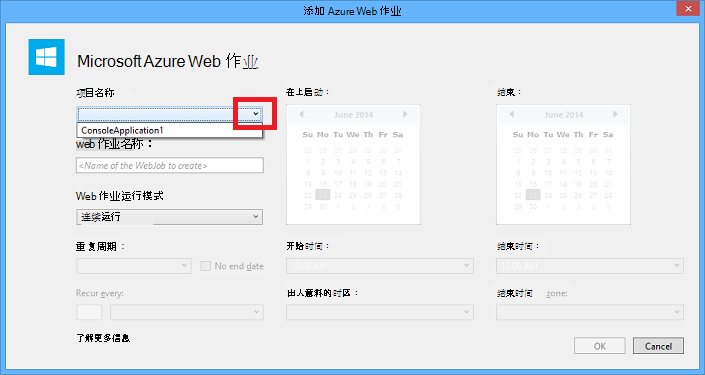 添加 Azure Web 作业
Microsoft Azure Web 作业
项目名称
ConsoleApplication1
web 作业名称：
<Name of the WebJob to create>
Web 作业运行模式
连续运行
重复周期：
No end date
Recur every:
了解更多信息
在上启动：
June 2014
Su Mo Tu We Th Fr Sa
25 26 27 28 29 30 31
1 2 3 4 5 6 7
8 9 10 11 12 13 14
15 16 17 18 19 20 21
22 23 24 25 26 27 28
29 30 1 2 3 4 5
开始时间：
12:00 AM
由人意料的时区：
结束：
June 2014
Su Mo Tu We Th Fr Sa
25 26 27 28 29 30 31
1 2 3 4 5 6 7
8 9 10 11 12 13 14
15 16 17 18 19 20 21
22 23 24 25 26 27 28
29 30 1 2 3 4 5
结束时间：
12:00 AM
结束时间 zone:
OK
Cancel